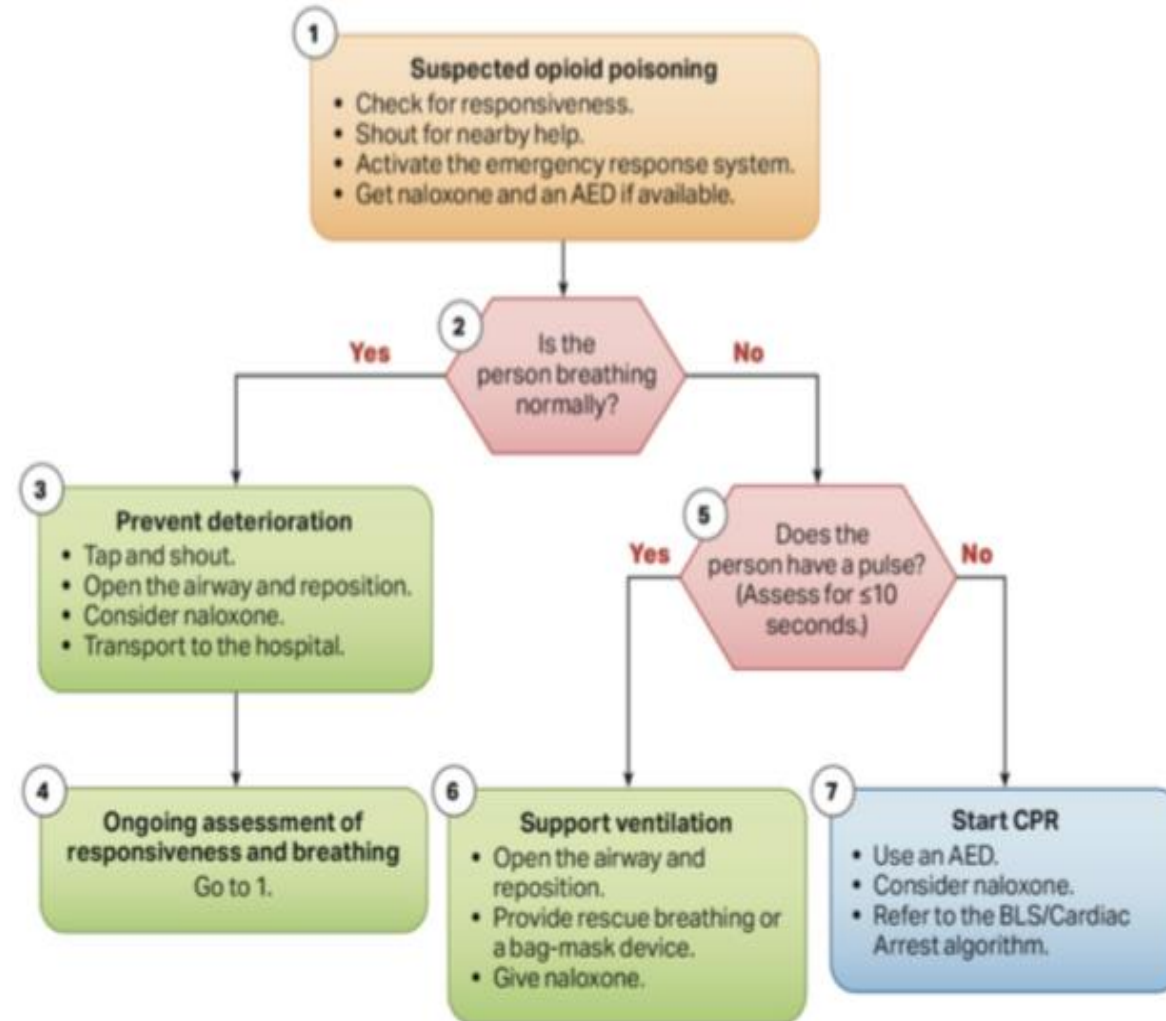 1
Suspected opioid poisoning
• Check for responsiveness.
• Shout for nearby help.
• Activate the emergency response system.
• Get naloxone and an AED if available.
2
Is the
person breathing
normally?
Yes
No
3
Prevent deterioration
• Tap and shout.
• Open the airway and reposition.
• Consider naloxone.
• Transport to the hospital.
4
Ongoing assessment of
responsiveness and breathing
Go to 1.
5
Does the
person have a pulse?
(Assess for ≤10
seconds.)
Yes
No
6
Support ventilation
• Open the airway and
reposition.
• Provide rescue breathing or
a bag-mask device.
• Give naloxone.
7
Start CPR
• Use an AED.
• Consider naloxone.
• Refer to the BLS/Cardiac
Arrest algorithm.